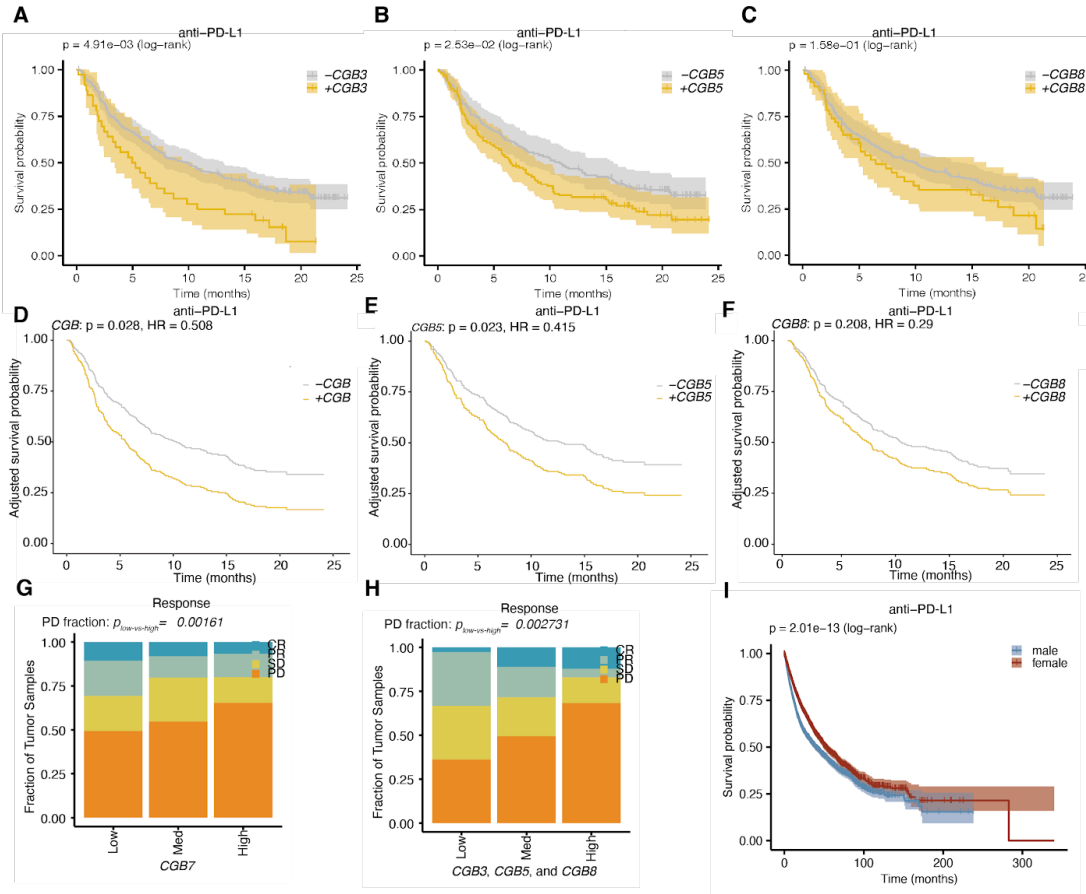 A
anti–PD-L1
p = 4.91e−03 (log−rank)
–CGB3
+CGB3
1.00
0.75
0.50
0.25
0.00
Survival probability
0 5 10 15 20 25
Time (months)
B
anti–PD-L1
p = 2.53e−02 (log−rank)
–CGB5
+CGB5
1.00
0.75
0.50
0.25
0.00
Survival probability
0 5 10 15 20 25
Time (months)
C
anti–PD-L1
p = 1.58e−01 (log−rank)
–CGB8
+CGB8
1.00
0.75
0.50
0.25
0.00
Survival probability
0 5 10 15 20 25
Time (months)
D
anti–PD-L1
CGB: p = 0.028, HR = 0.508
–CGB
+CGB
1.00
0.75
0.50
0.25
0.00
Adjusted survival probability
0 5 10 15 20 25
Time (months)
E
anti–PD-L1
CGB5: p = 0.023, HR = 0.415
–CGB5
+CGB5
1.00
0.75
0.50
0.25
0.00
Adjusted survival probability
0 5 10 15 20 25
Time (months)
F
anti–PD-L1
CGB8: p = 0.208, HR = 0.29
–CGB8
+CGB8
1.00
0.75
0.50
0.25
0.00
Adjusted survival probability
0 5 10 15 20 25
Time (months)
G
Response
PD fraction: p low-vs-high = 0.00161
CR
PR
SD
PD
1.00
0.75
0.50
0.25
0.00
Fraction of Tumor Samples
Low Med High
CGB7
H
Response
PD fraction: p low-vs-high = 0.002731
CR
PR
SD
PD
1.00
0.75
0.50
0.25
0.00
Fraction of Tumor Samples
Low Med High
CGB3, CGB5, and CGB8
I
anti–PD-L1
p = 2.01e−13 (log−rank)
male
female
1.00
0.75
0.50
0.25
0.00
Survival probability
0 100 200 300
Time (months)